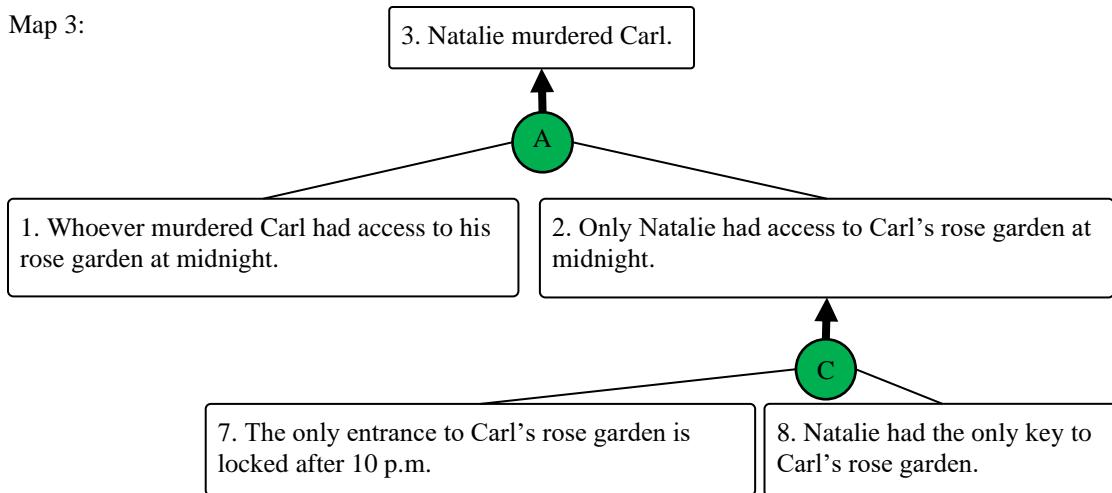 Map 3:
3. Natalie murdered Carl.
A
1. Whoever murdered Carl had access to his
rose garden at midnight.
2. Only Natalie had access to Carl’s rose garden at
midnight.
C
7. The only entrance to Carl’s rose garden is
locked after 10 p.m.
8. Natalie had the only key to
Carl’s rose garden.